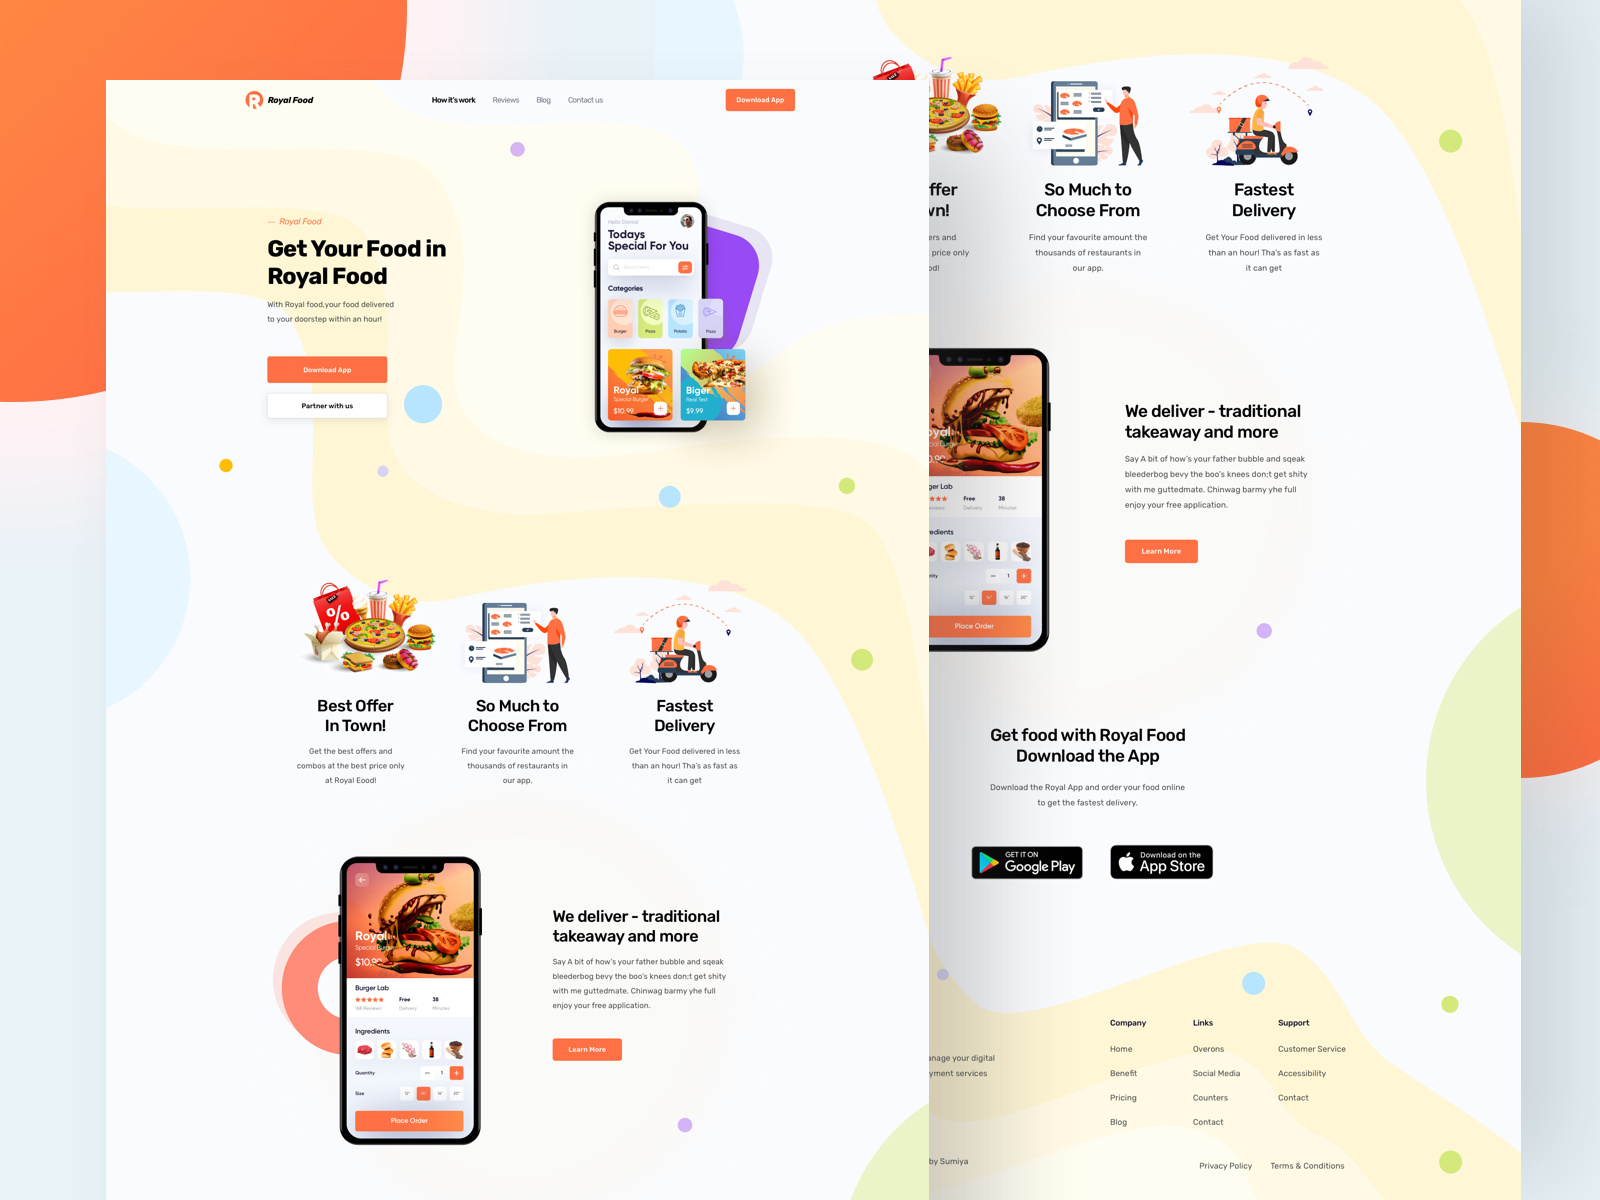 Royal Food
How it's work
Reviews
Blog
Contact us
Download App
— Royal Food
Get Your Food in
Royal Food
With Royal food,your food delivered
to your doorstep within an hour!
Download App
Partner with us
Todays
Special For You
Categories
Burger
Pizza
Potato
Pizza
Royal
Special Burger
$10.99
Biger
Real Test
$9.99
%
Best Offer
In Town!
Get the best offers and
combos at the best price only
at Royal Eood!
So Much to
Choose From
Find your favourite amount the
thousands of restaurants in
our app.
Fastest
Delivery
Get Your Food delivered in less
than an hour! Tha's as fast as
it can get
Royal
Special Burger
$10.99
Burger Lab
Free
38
Reviews
Delivery
Minutes
Ingredients
Quantity
1
Size
Place Order
We deliver - traditional
takeaway and more
Say A bit of how's your father bubble and sqeak
bleederbog bevy the boo's knees don;t get shity
with me guttedmate. Chinwag barmy yhe full
enjoy your free application.
Learn More
ffer
wn!
ers and
price only
od!
So Much to
Choose From
Find your favourite amount the
thousands of restaurants in
our app.
Fastest
Delivery
Get Your Food delivered in less
than an hour! Tha's as fast as
it can get
oyal
ger Lab
Free
38
eviews
Delivery
Minutes
edients
tity
1
Place Order
We deliver - traditional
takeaway and more
Say A bit of how's your father bubble and sqeak
bleederbog bevy the boo's knees don;t get shity
with me guttedmate. Chinwag barmy yhe full
enjoy your free application.
Learn More
Get food with Royal Food
Download the App
Download the Royal App and order your food online
to get the fastest delivery.
GET IT ON
Google Play
Download on the
App Store
anage your digital
yment services
Company
Home
Benefit
Pricing
Blog
Links
Overons
Social Media
Counters
Contact
Support
Customer Service
Accessibility
Contact
by Sumiya
Privacy Policy
Terms & Conditions